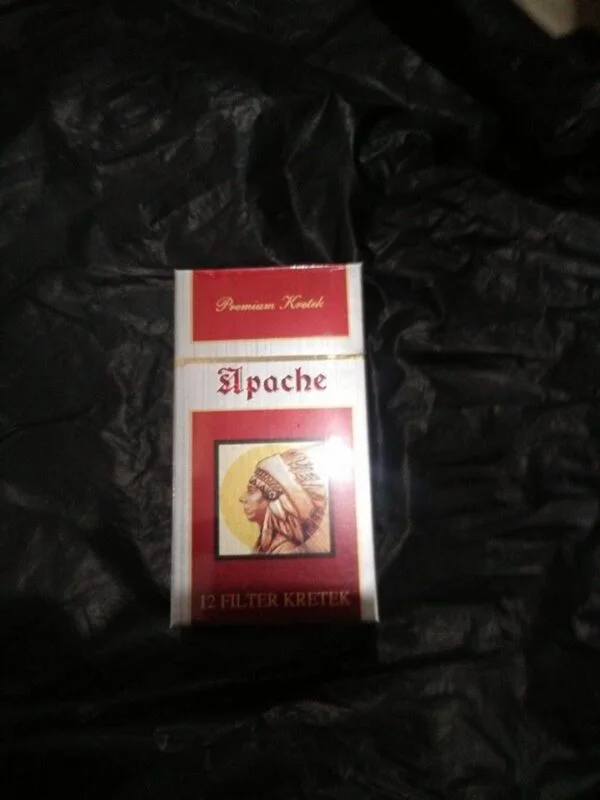 Premium Kretek
Apache
12 FILTER KRETEK